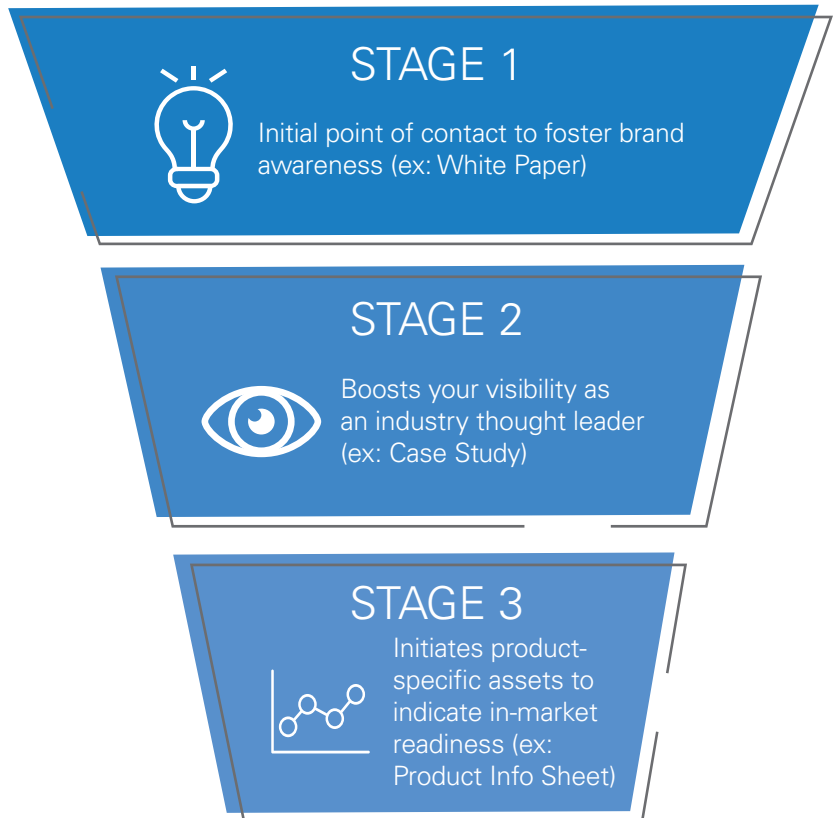 STAGE 1
Initial point of contact to foster brand
awareness (ex: White Paper)
STAGE 2
Boosts your visibility as
an industry thought leader
(ex: Case Study)
STAGE 3
Initiates product-
specific assets to
indicate in-market
readiness (ex:
Product Info Sheet)